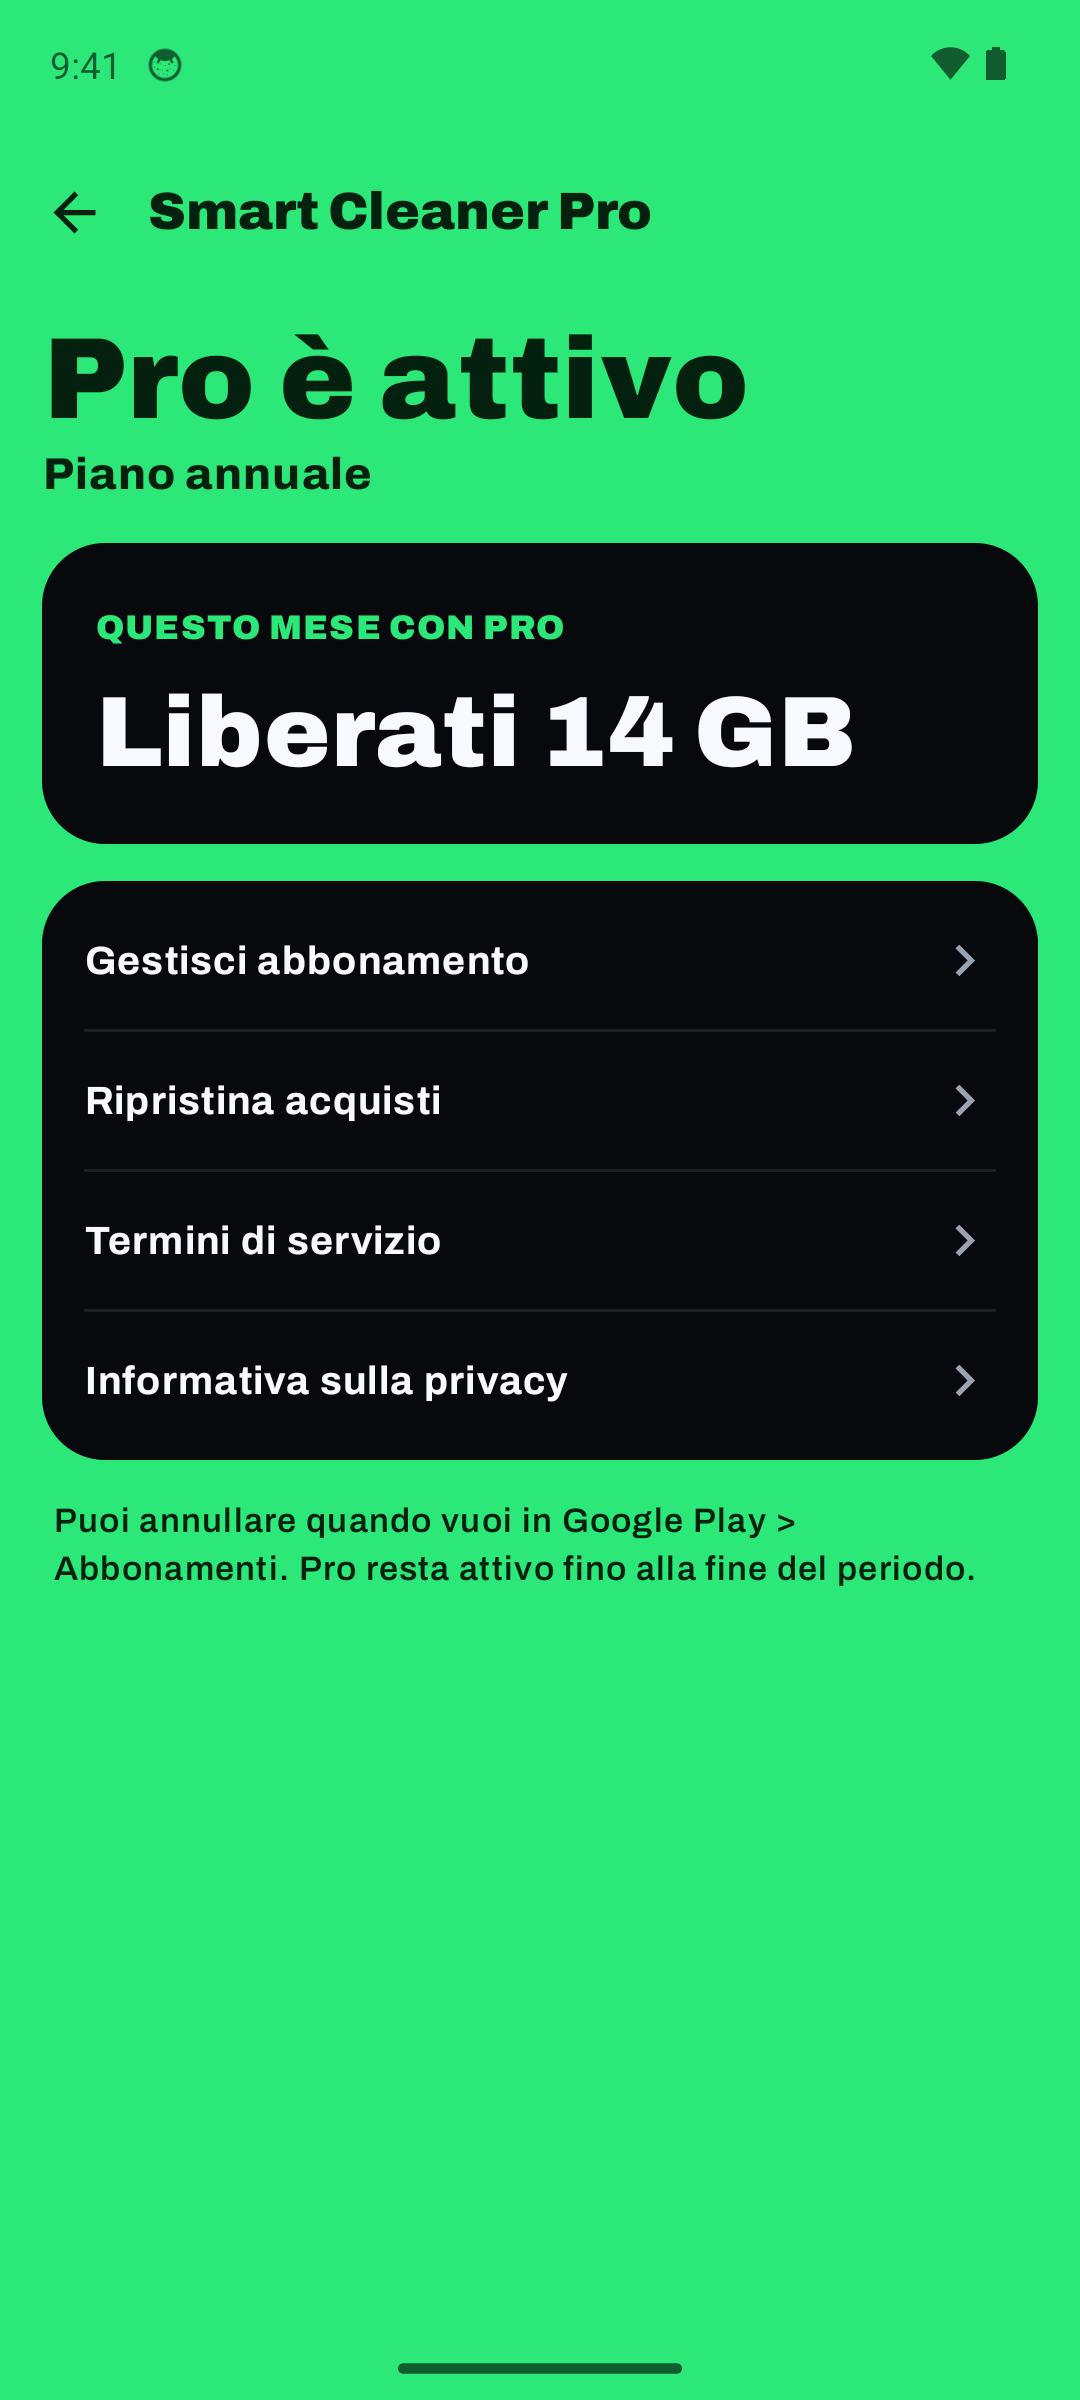 9:41
Smart Cleaner Pro
Pro è attivo
Piano annuale
QUESTO MESE CON PRO
Liberati 14 GB
Gestisci abbonamento
Ripristina acquisti
Termini di servizio
Informativa sulla privacy
Puoi annullare quando vuoi in Google Play >
Abbonamenti. Pro resta attivo fino alla fine del periodo.